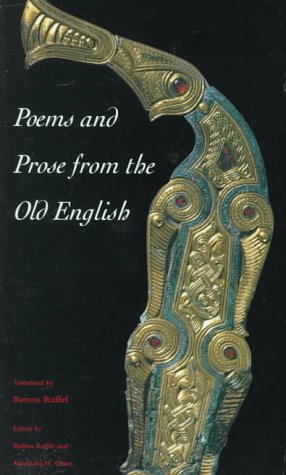 Poems and
Prose from the
Old English
Translated by
Burton Raffel
Edited by
Burton Raffel and
Alexandra H. Olsen